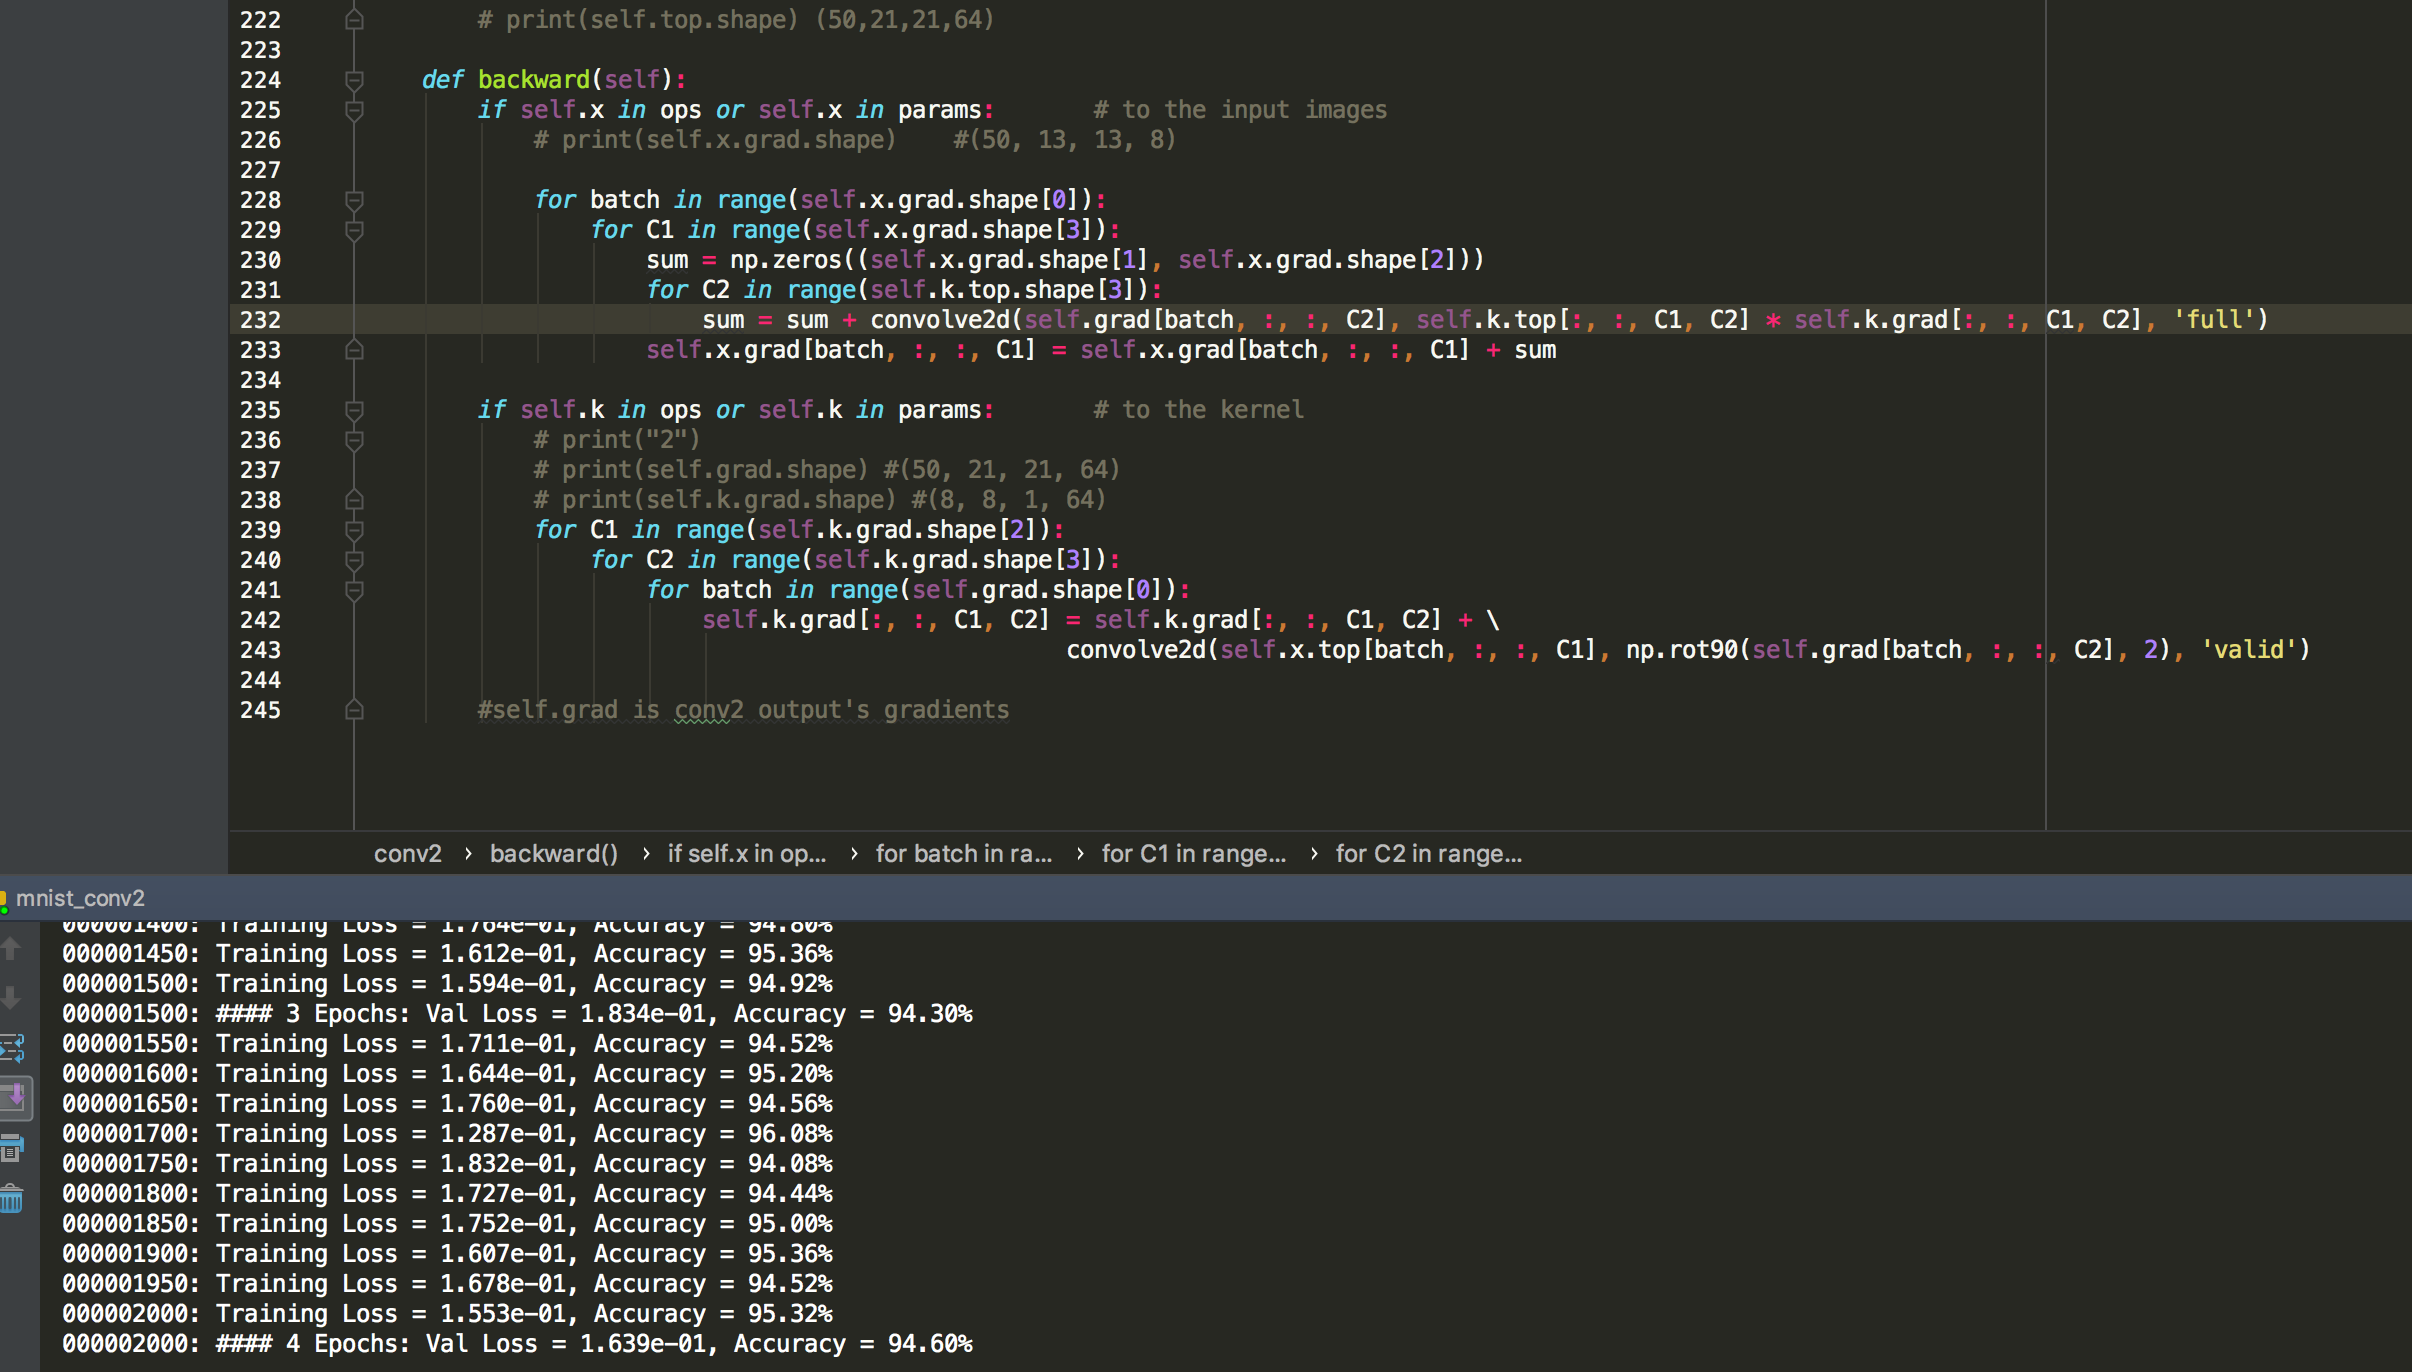 222 # print(self.top.shape) (50,21,21,64)
223
224 def backward(self):
225 if self.x in ops or self.x in params: # to the input images
226 # print(self.x.grad.shape) #(50, 13, 13, 8)
227
228 for batch in range(self.x.grad.shape[0]):
229 for C1 in range(self.x.grad.shape[3]):
230 sum = np.zeros((self.x.grad.shape[1], self.x.grad.shape[2]))
231 for C2 in range(self.k.top.shape[3]):
232 sum = sum + convolve2d(self.grad[batch, :, :, C2], self.k.top[:, :, C1, C2] * self.k.grad[:, :, C1, C2], 'full')
233 self.x.grad[batch, :, :, C1] = self.x.grad[batch, :, :, C1] + sum
234
235 if self.k in ops or self.k in params: # to the kernel
236 # print("2")
237 # print(self.grad.shape) #(50, 21, 21, 64)
238 # print(self.k.grad.shape) #(8, 8, 1, 64)
239 for C1 in range(self.k.grad.shape[2]):
240 for C2 in range(self.k.grad.shape[3]):
241 for batch in range(self.grad.shape[0]):
242 self.k.grad[:, :, C1, C2] = self.k.grad[:, :, C1, C2] + \
243 convolve2d(self.x.top[batch, :, :, C1], np.rot90(self.grad[batch, :, :, C2], 2), 'valid')
244
245 #self.grad is conv2 output's gradients
conv2 › backward() › if self.x in op... › for batch in ra... › for C1 in range... › for C2 in range...
mnist_conv2
000001400: Training Loss = 1.764e-01, Accuracy = 94.80%
000001450: Training Loss = 1.612e-01, Accuracy = 95.36%
000001500: Training Loss = 1.594e-01, Accuracy = 94.92%
000001500: #### 3 Epochs: Val Loss = 1.834e-01, Accuracy = 94.30%
000001550: Training Loss = 1.711e-01, Accuracy = 94.52%
000001600: Training Loss = 1.644e-01, Accuracy = 95.20%
000001650: Training Loss = 1.760e-01, Accuracy = 94.56%
000001700: Training Loss = 1.287e-01, Accuracy = 96.08%
000001750: Training Loss = 1.832e-01, Accuracy = 94.08%
000001800: Training Loss = 1.727e-01, Accuracy = 94.44%
000001850: Training Loss = 1.752e-01, Accuracy = 95.00%
000001900: Training Loss = 1.607e-01, Accuracy = 95.36%
000001950: Training Loss = 1.678e-01, Accuracy = 94.52%
000002000: Training Loss = 1.553e-01, Accuracy = 95.32%
000002000: #### 4 Epochs: Val Loss = 1.639e-01, Accuracy = 94.60%